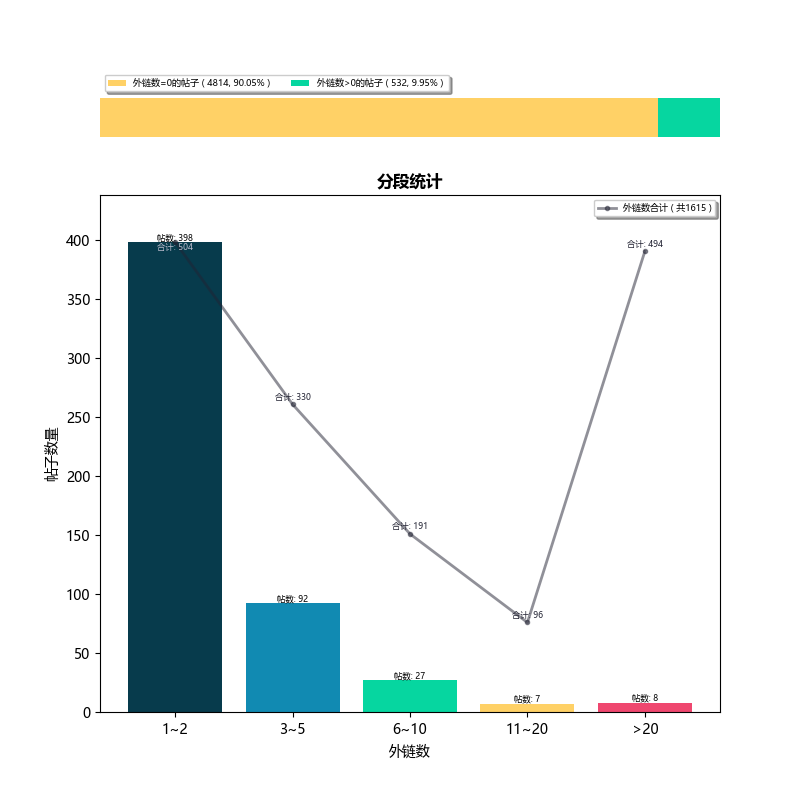 外链数=0的帖子 ( 4814, 90.05% ) 外链数>0的帖子 ( 532, 9.95% )
分段统计
外链数合计 ( 共1615 )
帖数: 398
合计: 504
合计: 494
合计: 330
合计: 191
合计: 96
帖数: 92
帖数: 27
帖数: 7
帖数: 8
帖子数量
400
350
300
250
200
150
100
50
0
1~2 3~5 6~10 11~20 >20
外链数